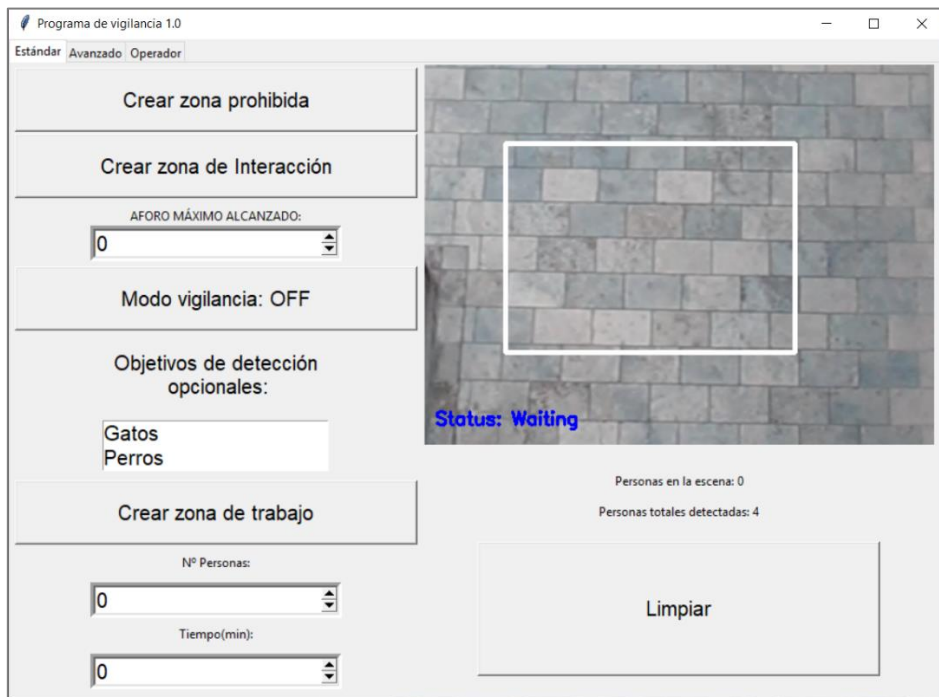 Programa de vigilancia 1.0
Estándar Avanzado Operador
Crear zona prohibida
Crear zona de Interacción
AFORO MÁXIMO ALCANZADO:
0
Modo vigilancia: OFF
Objetivos de detección
opcionales:
Gatos
Perros
Crear zona de trabajo
Nº Personas:
0
Tiempo(min):
0
Status: Waiting
Personas en la escena: 0
Personas totales detectadas: 4
Limpiar